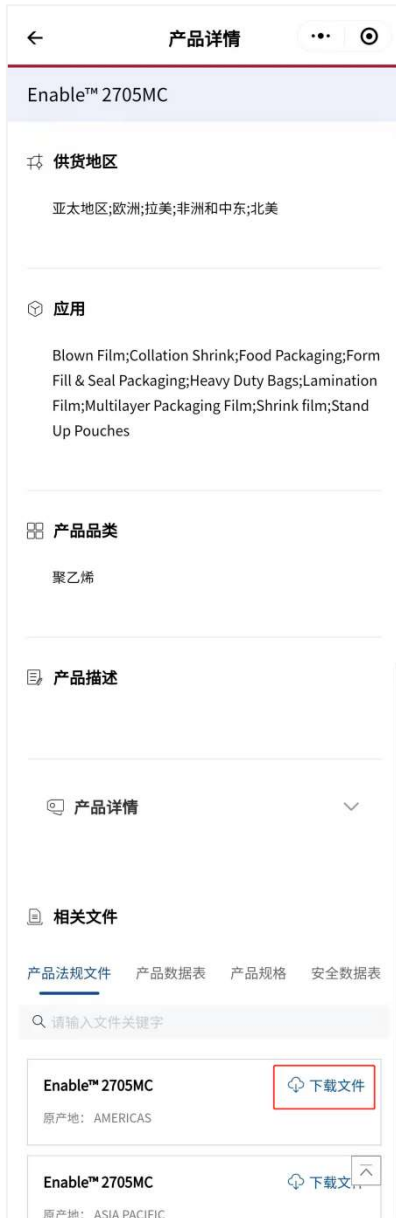 产品详情
Enable™ 2705MC
供货地区
亚太地区;欧洲;拉美;非洲和中东;北美
应用
Blown Film;Collation Shrink;Food Packaging;Form
Fill & Seal Packaging;Heavy Duty Bags;Lamination
Film;Multilayer Packaging Film;Shrink film;Stand
Up Pouches
产品品类
聚乙烯
产品描述
产品详情
相关文件
产品法规文件 产品数据表 产品规格 安全数据表
请输入文件关键字
Enable™ 2705MC 下载文件
原产地: AMERICAS
Enable™ 2705MC 下载文
原产地: ASIA PACIFIC